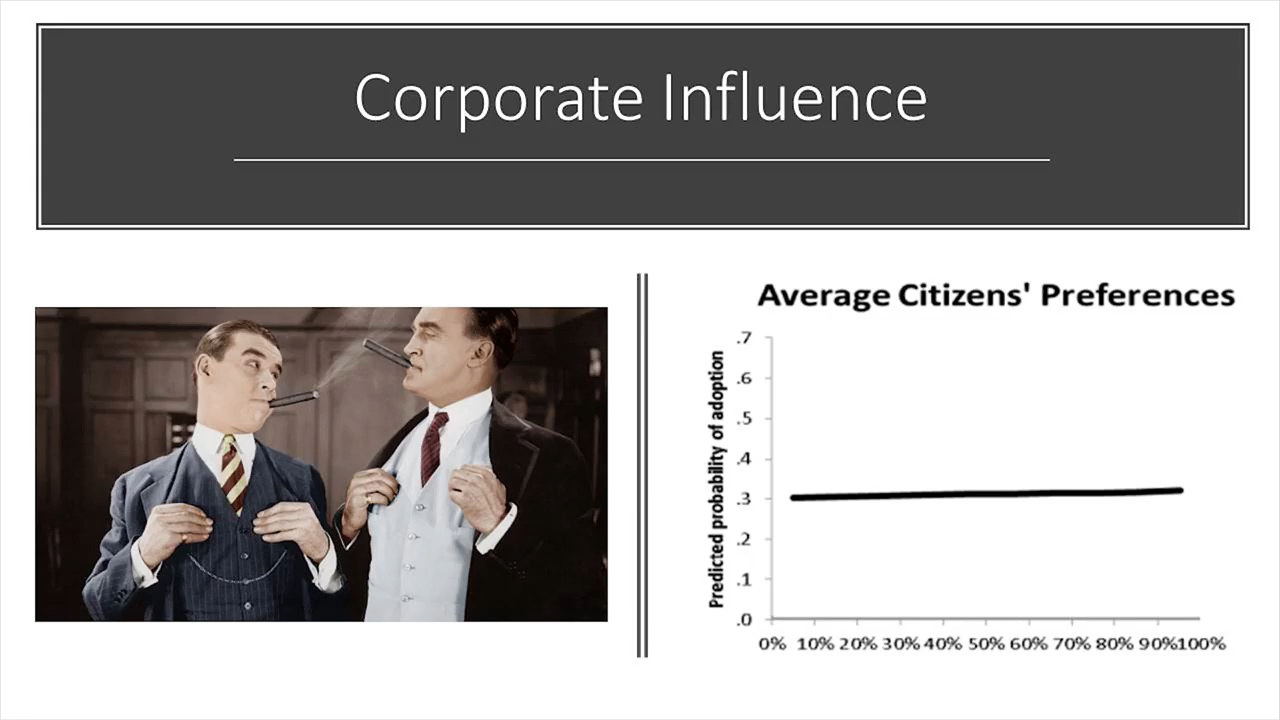 Corporate Influence
Average Citizens' Preferences
Predicted probability of adoption
.7
.6
.5
.4
.3
.2
.1
.0
0% 10% 20% 30% 40% 50% 60% 70% 80% 90%100%